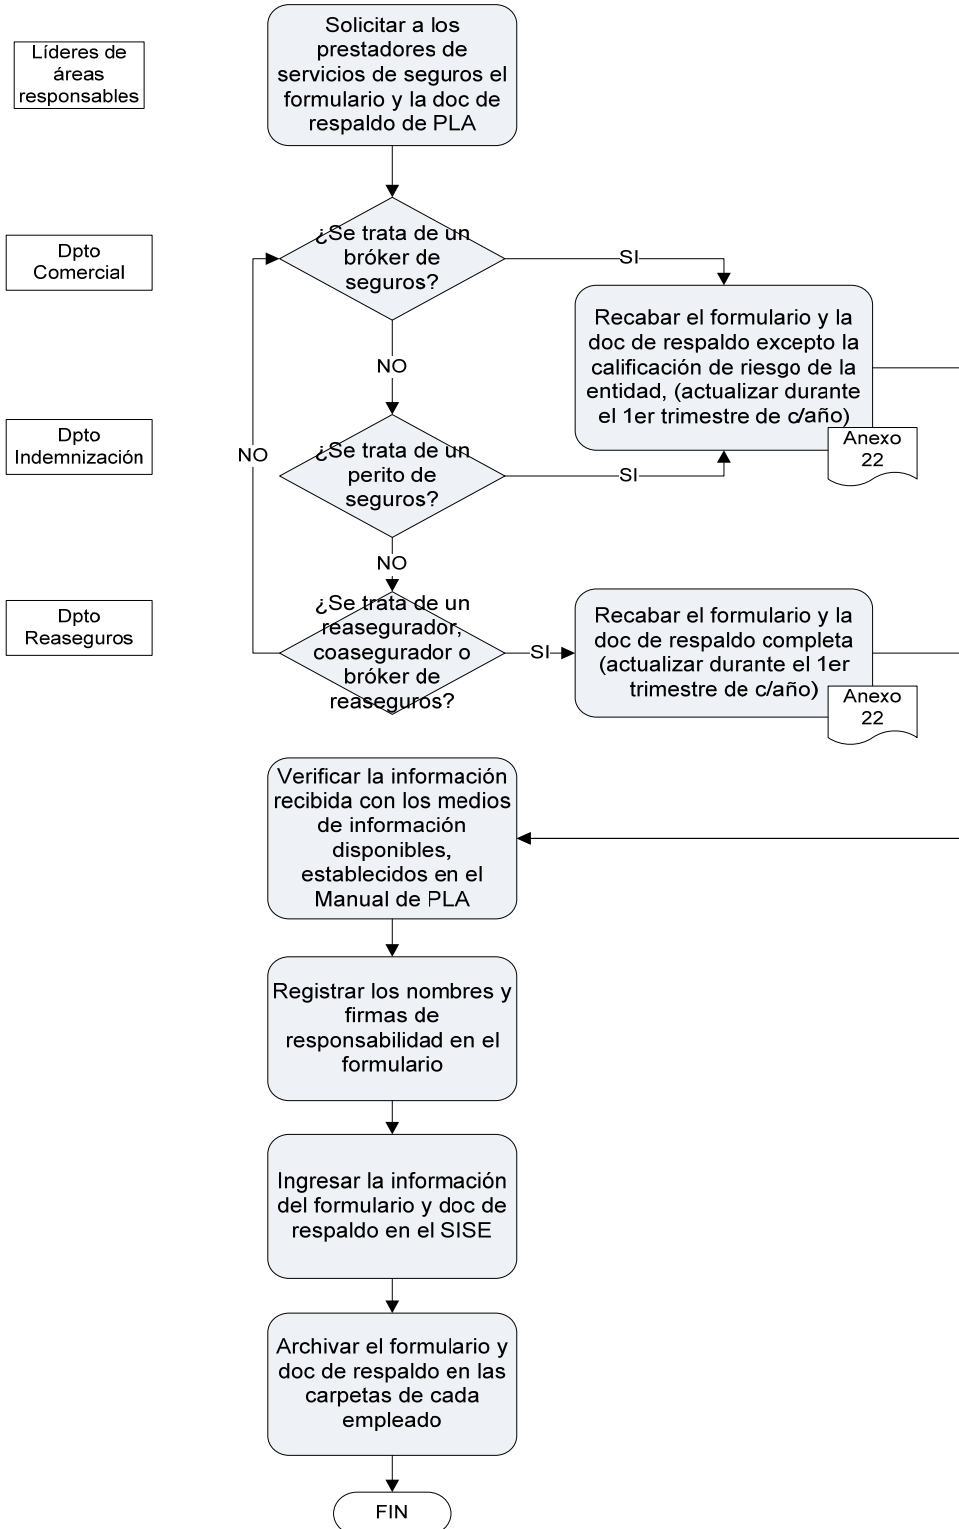 Líderes de
áreas
responsables
Solicitar a los
prestadores de
servicios de seguros el
formulario y la doc de
respaldo de PLA
Dpto
Comercial
¿Se trata de un
bróker de
seguros?
SI
NO
Recabar el formulario y la
doc de respaldo excepto la
calificación de riesgo de la
entidad, (actualizar durante
el 1er trimestre de c/año)
Anexo
22
Dpto
Indemnización
NO
¿Se trata de un
perito de
seguros?
SI
NO
Dpto
Reaseguros
¿Se trata de un
reasegurador,
coasegurador o
bróker de
reaseguros?
SI
Recabar el formulario y la
doc de respaldo completa
(actualizar durante el 1er
trimestre de c/año)
Anexo
22
Verificar la información
recibida con los medios
de información
disponibles,
establecidos en el
Manual de PLA
Registrar los nombres y
firmas de
responsabilidad en el
formulario
Ingresar la información
del formulario y doc de
respaldo en el SISE
Archivar el formulario y
doc de respaldo en las
carpetas de cada
empleado
FIN